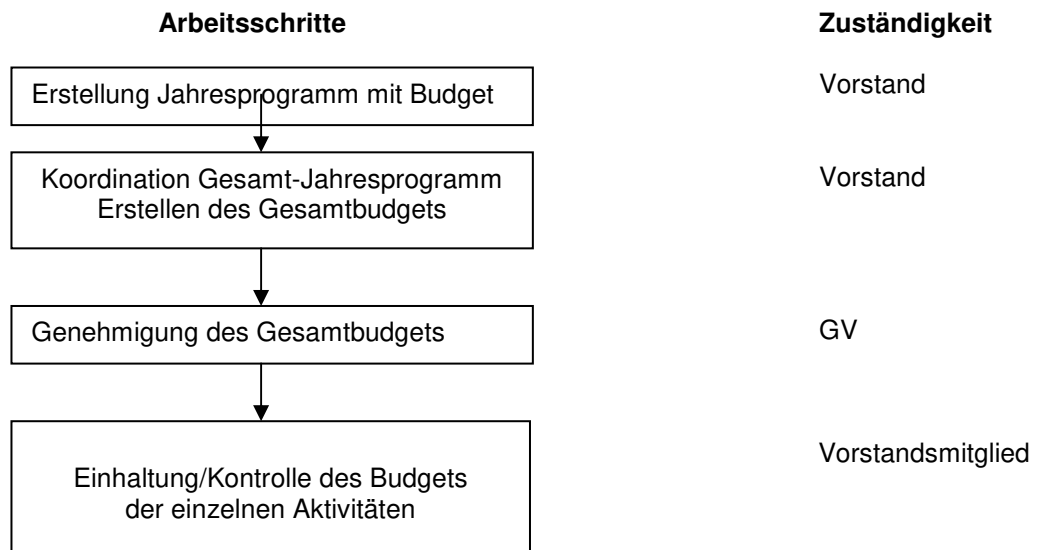 Arbeitsschritte Zuständigkeit
Erstellung Jahresprogramm mit Budget Vorstand
Koordination Gesamt-Jahresprogramm Vorstand
Erstellen des Gesamtbudgets
Genehmigung des Gesamtbudgets GV
Einhaltung/Kontrolle des Budgets Vorstandsmitglied
der einzelnen Aktivitäten